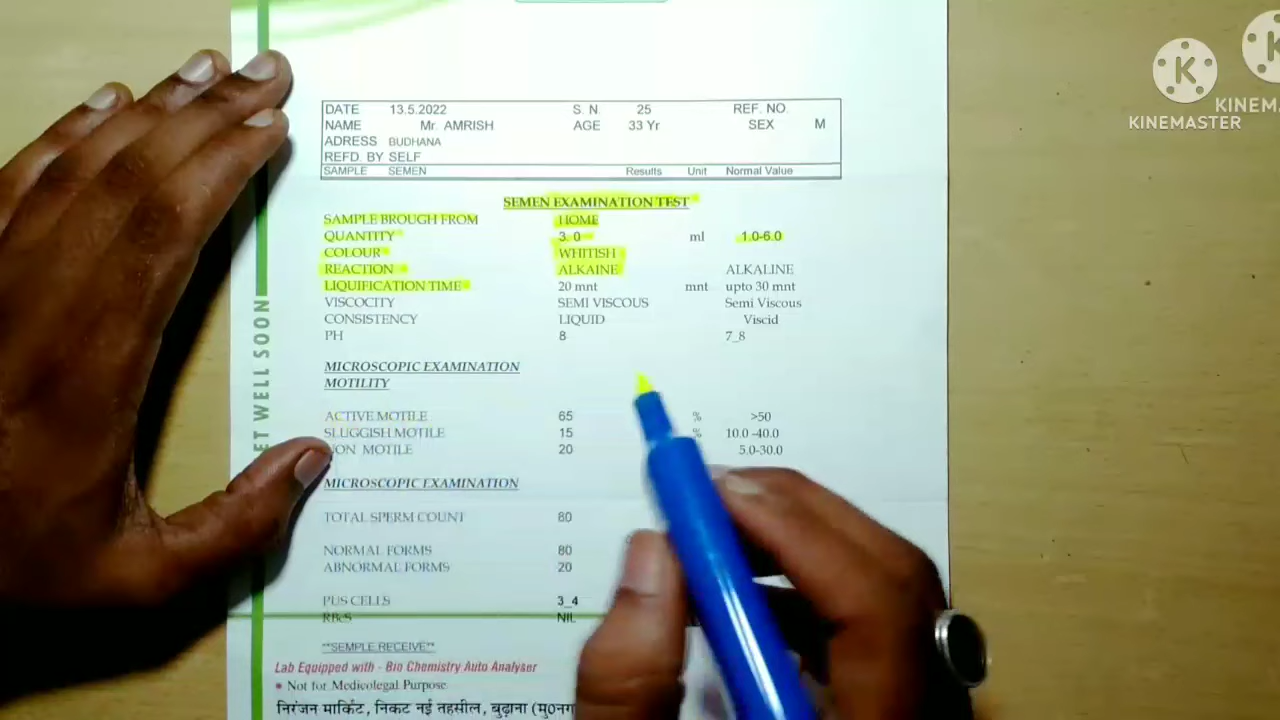 DATE 13.5.2022 S. N. 25 REF. NO.
NAME Mr. AMRISH AGE 33 Yr SEX M
ADRESS BUDHANA
REFD. BY SELF
SAMPLE SEMEN Results Unit Normal Value
SEMEN EXAMINATION TEST
SAMPLE BROUGH FROM HOME
QUANTITY 3. 0 ml 1.0-6.0
COLOUR WHITISH
REACTION ALKAINE ALKALINE
LIQUIFICATION TIME 20 mnt mnt upto 30 mnt
VISCOCITY SEMI VISCOUS Semi Viscous
CONSISTENCY LIQUID Viscid
PH 8 7_8
MICROSCOPIC EXAMINATION
MOTILITY
ACTIVE MOTILE 65 % >50
SLUGGISH MOTILE 15 % 10.0 -40.0
NON MOTILE 20 5.0-30.0
MICROSCOPIC EXAMINATION
TOTAL SPERM COUNT 80
NORMAL FORMS 80
ABNORMAL FORMS 20
PUS CELLS 3_4
RBcS NIL
**SEMPLE RECEIVE**
Lab Equipped with - Bio Chemistry Auto Analyser
Not for Medicolegal Purpose
निरंजन मार्किट, निकट नई तहसील, बुढ़ाना (मु0नग
ET WELL SOON
KINEMASTER
KINEM